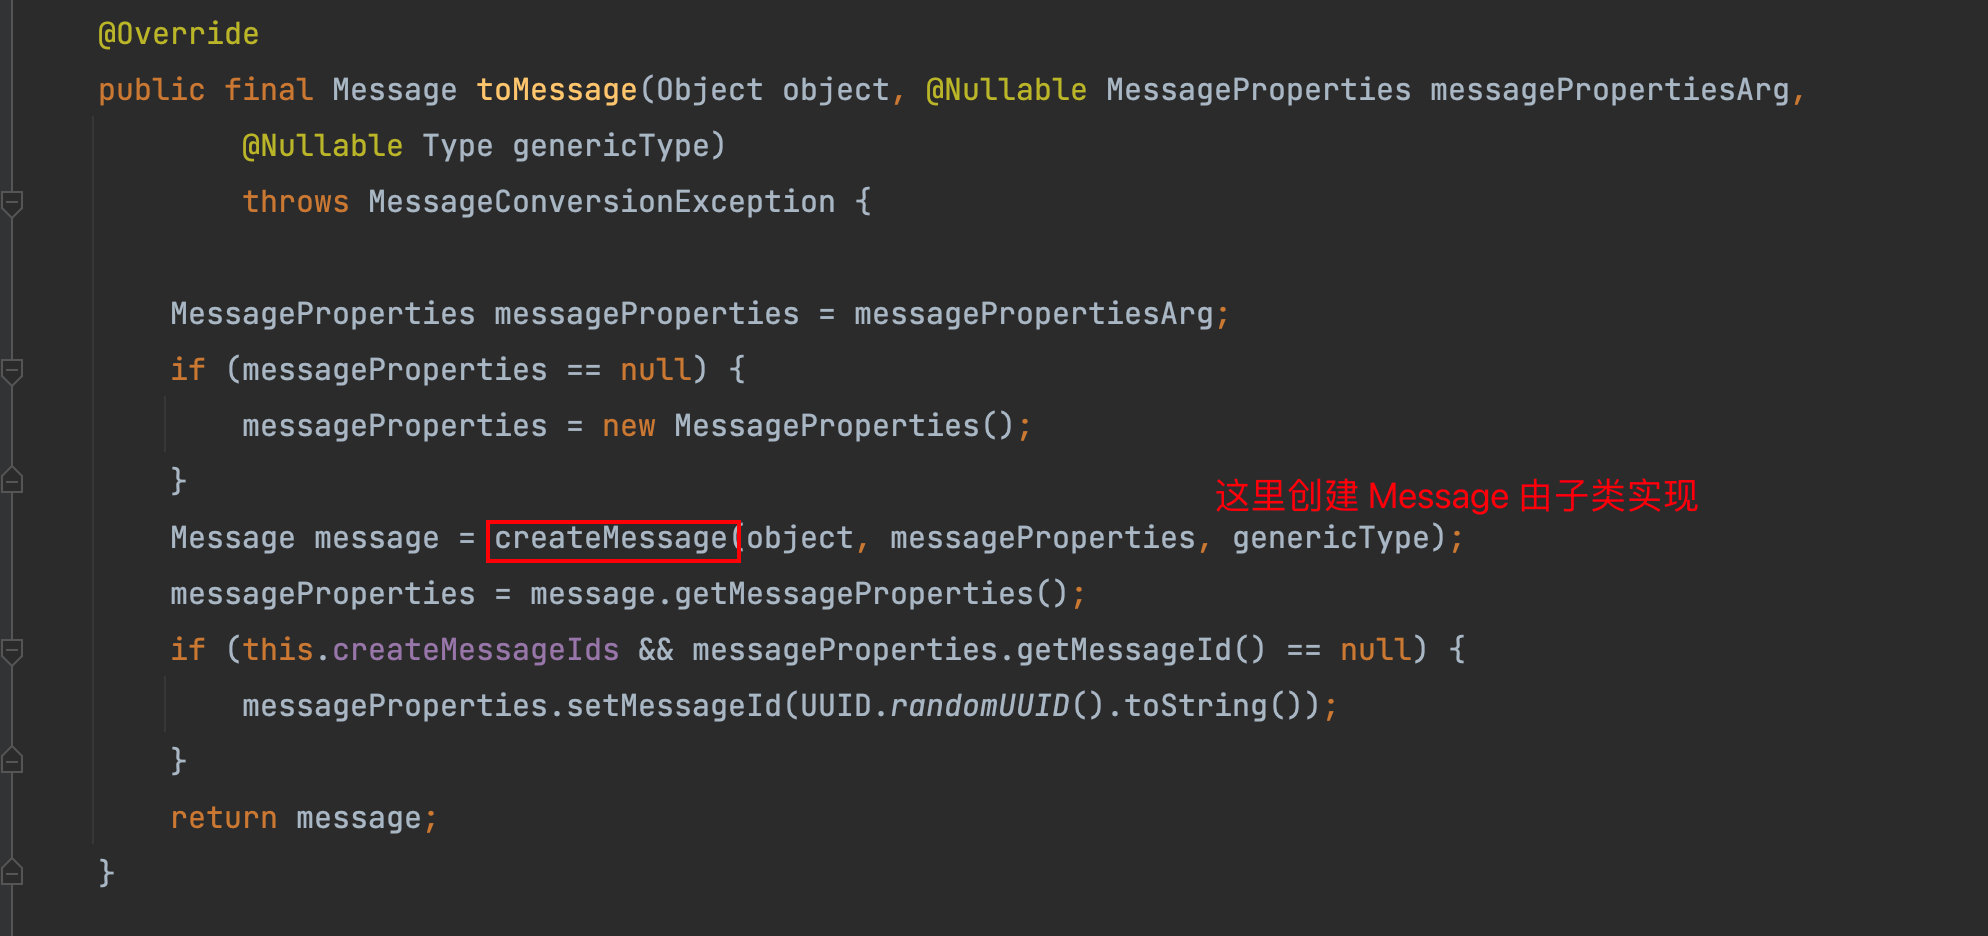 @Override
public final Message toMessage(Object object, @Nullable MessageProperties messagePropertiesArg,
@Nullable Type genericType)
throws MessageConversionException {
MessageProperties messageProperties = messagePropertiesArg;
if (messageProperties == null) {
messageProperties = new MessageProperties();
}
这里创建 Message 由子类实现
Message message = createMessage(object, messageProperties, genericType);
messageProperties = message.getMessageProperties();
if (this.createMessageIds && messageProperties.getMessageId() == null) {
messageProperties.setMessageId(UUID.randomUUID().toString());
}
return message;
}